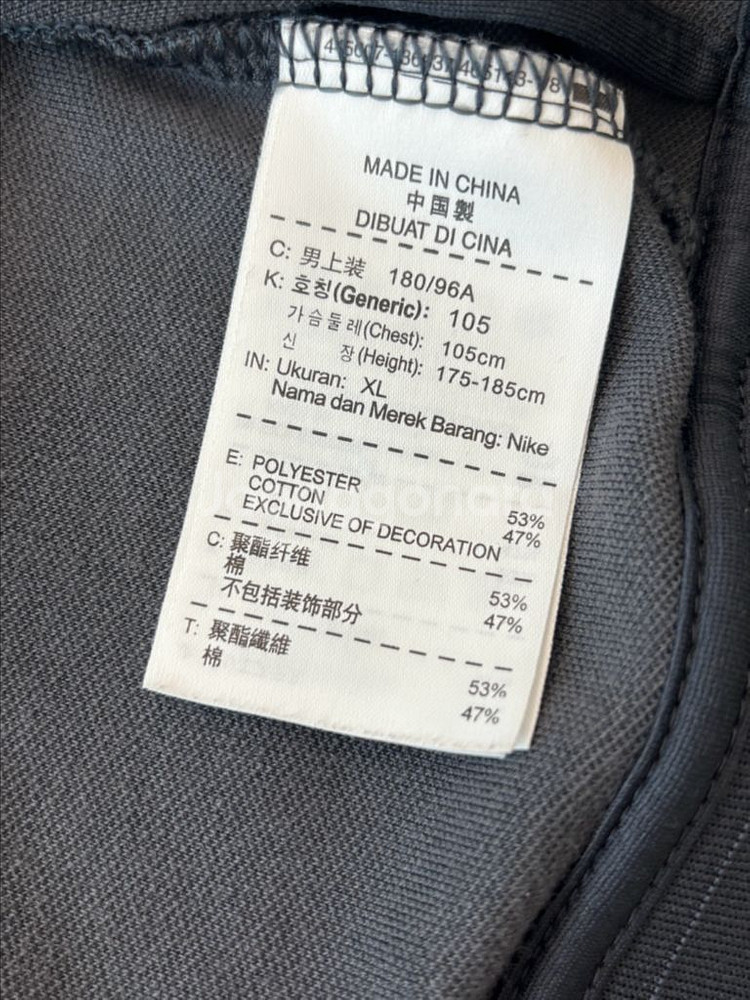 MADE IN CHINA
中国製
DIBUAT DI CINA
C: 男上装 180/96A
K: 호칭(Generic): 105
가슴둘레(Chest): 105cm
신 장(Height): 175-185cm
IN: Ukuran: XL
Nama dan Merek Barang: Nike
E: POLYESTER 53%
COTTON 47%
EXCLUSIVE OF DECORATION
C: 聚酯纤维 53%
棉 47%
不包括装饰部分
T: 聚酯纖維 53%
棉 47%